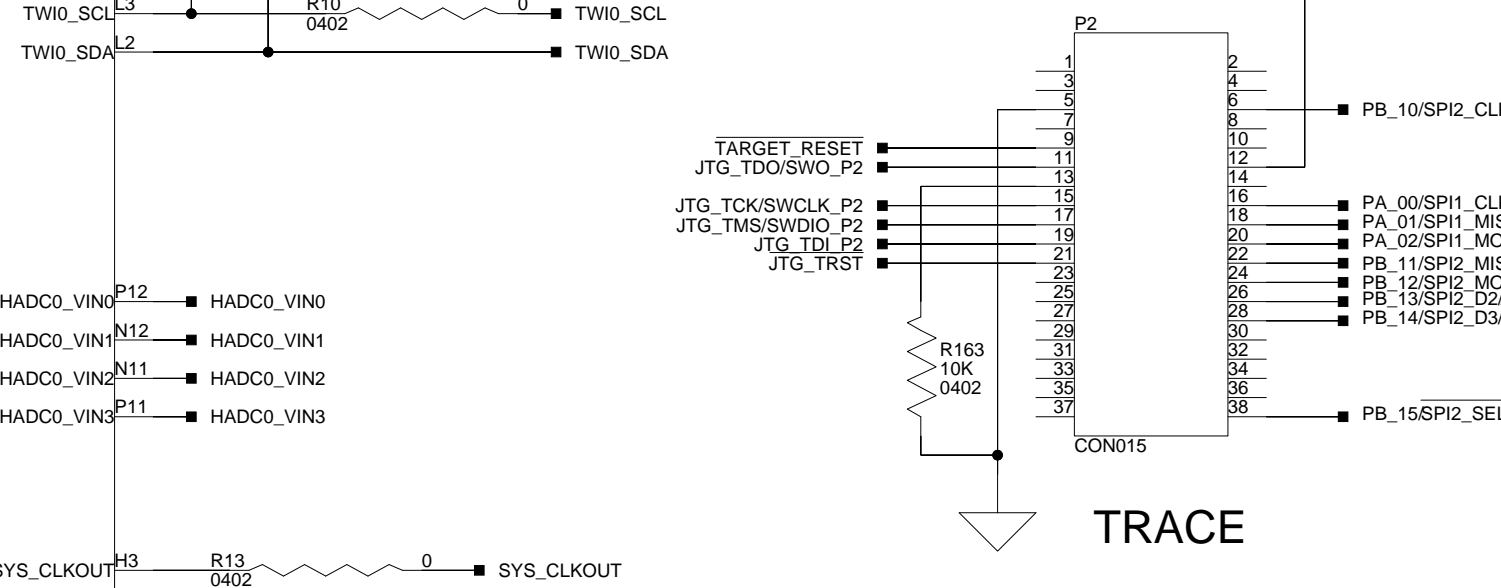 TWI0_SCL L3 R10 0 TWI0_SCL
0402
TWI0_SDA L2 TWI0_SDA
HADC0_VIN0 P12 HADC0_VIN0
HADC0_VIN1 N12 HADC0_VIN1
HADC0_VIN2 N11 HADC0_VIN2
HADC0_VIN3 P11 HADC0_VIN3
SYS_CLKOUT H3 R13 0 SYS_CLKOUT
0402
P2
1 2
3 4
5 6 PB_10/SPI2_CL
7 8
TARGET_RESET 9 10
JTG_TDO/SWO_P2 11 12
13 14
JTG_TCK/SWCLK_P2 15 16 PA_00/SPI1_CL
JTG_TMS/SWDIO_P2 17 18 PA_01/SPI1_MIS
JTG_TDI_P2 19 20 PA_02/SPI1_MO
JTG_TRST 21 22 PB_11/SPI2_MIS
23 24 PB_12/SPI2_MO
25 26 PB_13/SPI2_D2/
27 28 PB_14/SPI2_D3/
29 30
31 32
33 34
35 36
37 38 PB_15/SPI2_SEL
R163
10K
0402
CON015
TRACE